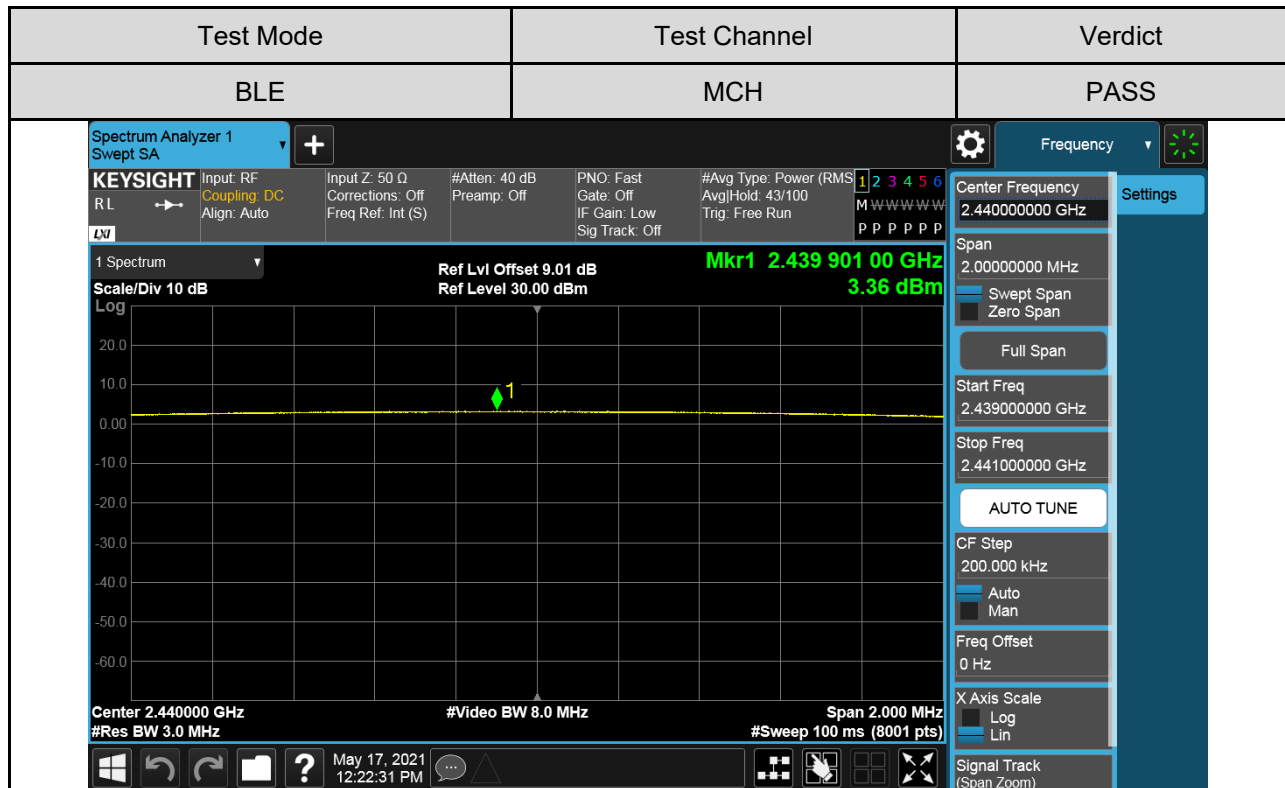 Test Mode Test Channel Verdict
BLE MCH PASS
Spectrum Analyzer 1
Swept SA
Frequency
KEYSIGHT
R L
LXI
Input: RF
Coupling: DC
Align: Auto
Input Z: 50 Ω
Corrections: Off
Freq Ref: Int (S)
#Atten: 40 dB
Preamp: Off
PNO: Fast
Gate: Off
IF Gain: Low
Sig Track: Off
#Avg Type: Power (RMS
Avg|Hold: 43/100
Trig: Free Run
1 2 3 4 5 6
M W W W W W
P P P P P P
1 Spectrum
Scale/Div 10 dB
Log
Ref Lvl Offset 9.01 dB
Ref Level 30.00 dBm
Mkr1 2.439 901 00 GHz
3.36 dBm
20.0
10.0
1
0.00
-10.0
-20.0
-30.0
-40.0
-50.0
-60.0
Center 2.440000 GHz
#Res BW 3.0 MHz
#Video BW 8.0 MHz
Span 2.000 MHz
#Sweep 100 ms (8001 pts)
?
May 17, 2021
12:22:31 PM
Settings
Center Frequency
2.440000000 GHz
Span
2.00000000 MHz
Swept Span
Zero Span
Full Span
Start Freq
2.439000000 GHz
Stop Freq
2.441000000 GHz
AUTO TUNE
CF Step
200.000 kHz
Auto
Man
Freq Offset
0 Hz
X Axis Scale
Log
Lin
Signal Track
(Span Zoom)